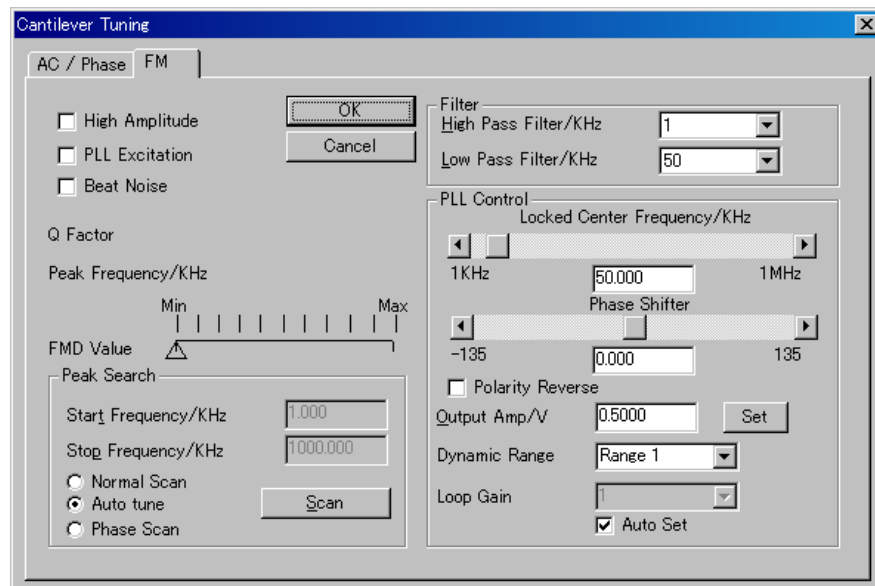 Cantilever Tuning
AC / Phase
FM
High Amplitude
PLL Excitation
Beat Noise
OK
Cancel
Q Factor
Peak Frequency/KHz
Min
Max
FMD Value
Peak Search
Start Frequency/KHz
1.000
Stop Frequency/KHz
1000.000
Normal Scan
Auto tune
Phase Scan
Scan
Filter
High Pass Filter/KHz
1
Low Pass Filter/KHz
50
PLL Control
Locked Center Frequency/KHz
1KHz
50.000
1MHz
Phase Shifter
-135
0.000
135
Polarity Reverse
Output Amp/V
0.5000
Set
Dynamic Range
Range 1
Loop Gain
1
Auto Set